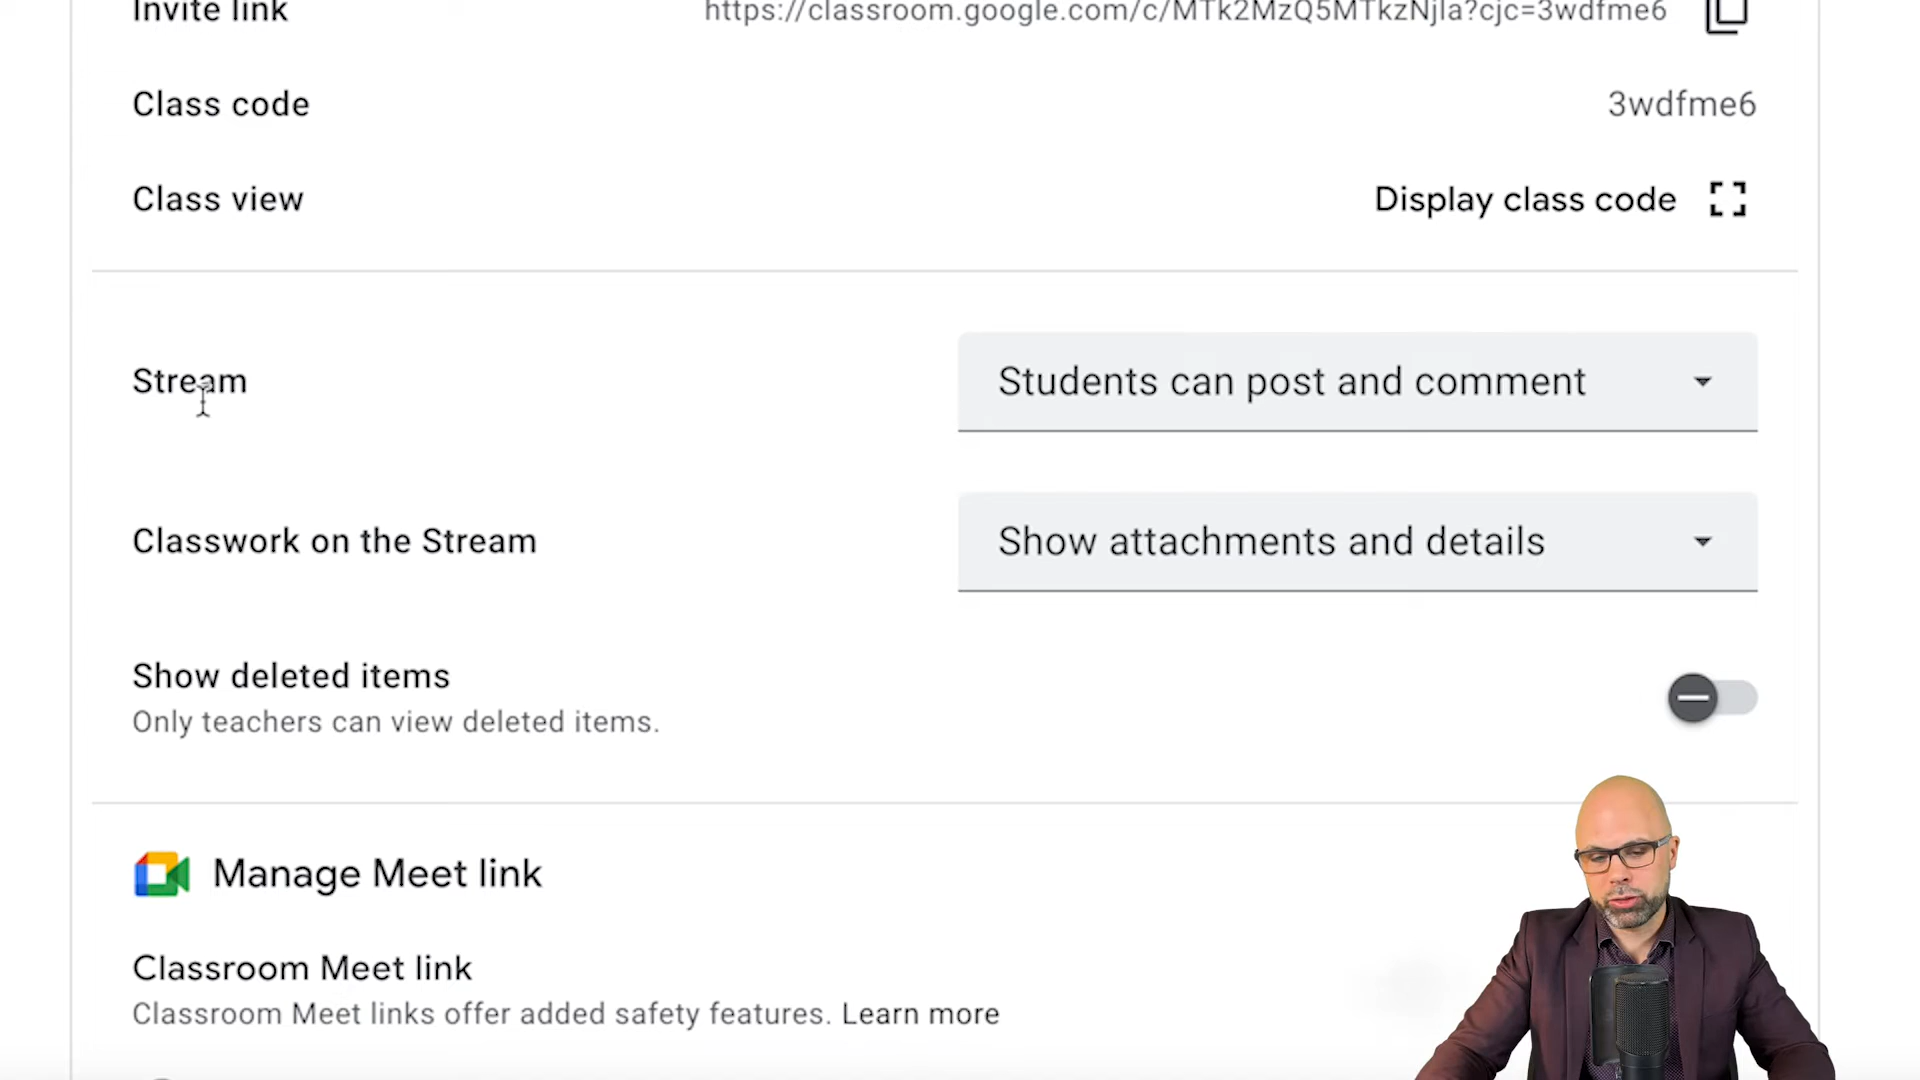 Invite link
https://classroom.google.com/c/MTk2MzQ5MTkzNjla?cjc=3wdfme6
Class code
3wdfme6
Class view
Display class code
Stream
Students can post and comment
Classwork on the Stream
Show attachments and details
Show deleted items
Only teachers can view deleted items.
Manage Meet link
Classroom Meet link
Classroom Meet links offer added safety features. Learn more